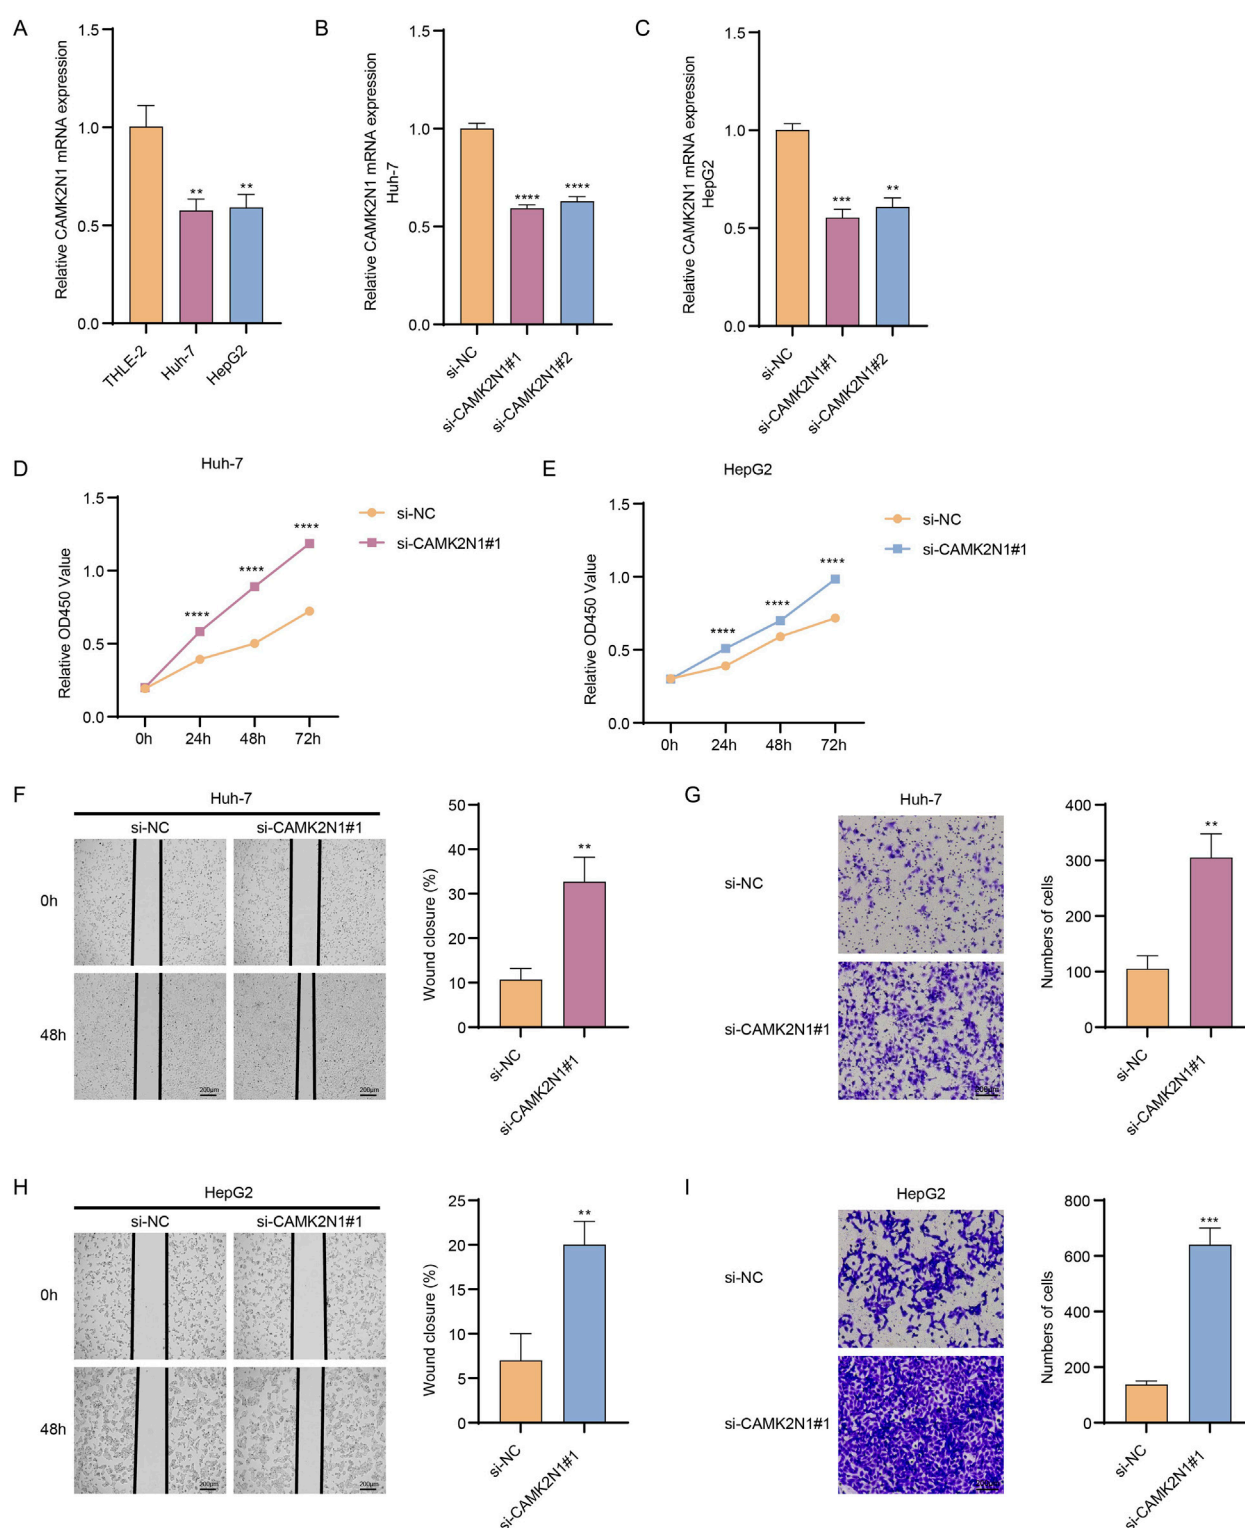 A
Relative CAMK2N1 mRNA expression
1.5
1.0
0.5
0.0
**
**
THLE-2
Huh-7
HepG2
B
Relative CAMK2N1 mRNA expression
Huh-7
1.5
1.0
0.5
0.0
****
****
si-NC
si-CAMK2N1#1
si-CAMK2N1#2
C
Relative CAMK2N1 mRNA expression
HepG2
1.5
1.0
0.5
0.0
***
**
si-NC
si-CAMK2N1#1
si-CAMK2N1#2
D
Huh-7
Relative OD450 Value
1.5
1.0
0.5
0.0
****
****
****
0h 24h 48h 72h
si-NC
si-CAMK2N1#1
E
HepG2
Relative OD450 Value
1.5
1.0
0.5
0.0
****
****
****
0h 24h 48h 72h
si-NC
si-CAMK2N1#1
F
Huh-7
si-NC si-CAMK2N1#1
0h
48h
200μm 200μm
Wound closure (%)
50
40
30
20
10
0
**
si-NC
si-CAMK2N1#1
G
Huh-7
si-NC
si-CAMK2N1#1
200μm
Numbers of cells
400
300
200
100
0
**
si-NC
si-CAMK2N1#1
H
HepG2
si-NC si-CAMK2N1#1
0h
48h
200μm 200μm
Wound closure (%)
25
20
15
10
5
0
**
si-NC
si-CAMK2N1#1
I
HepG2
si-NC
si-CAMK2N1#1
Numbers of cells
800
600
400
200
0
***
si-NC
si-CAMK2N1#1